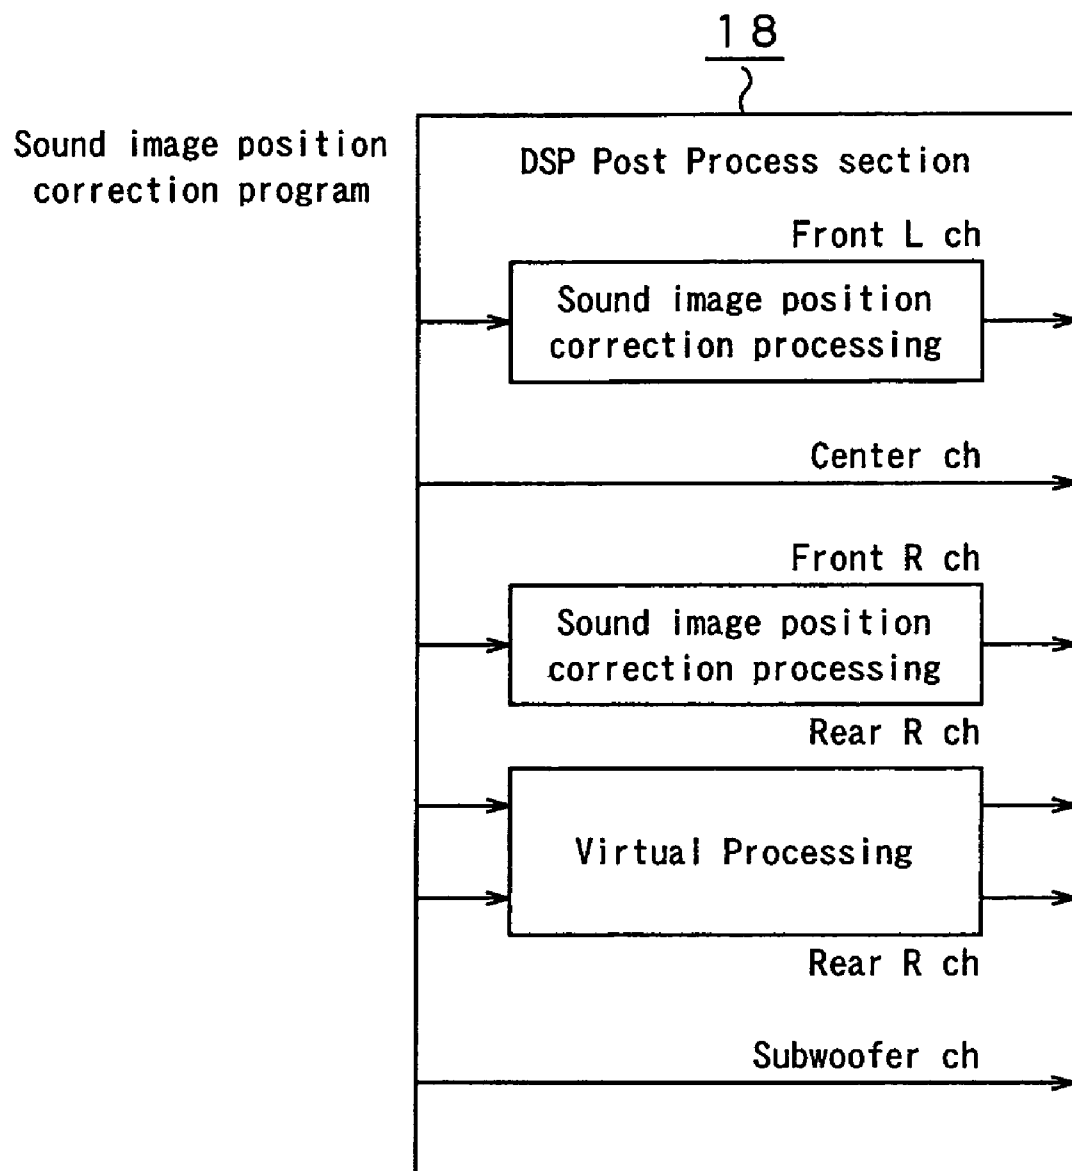 18
Sound image position
correction program
DSP Post Process section
Front L ch
Sound image position
correction processing
Center ch
Front R ch
Sound image position
correction processing
Rear R ch
Virtual Processing
Rear R ch
Subwoofer ch